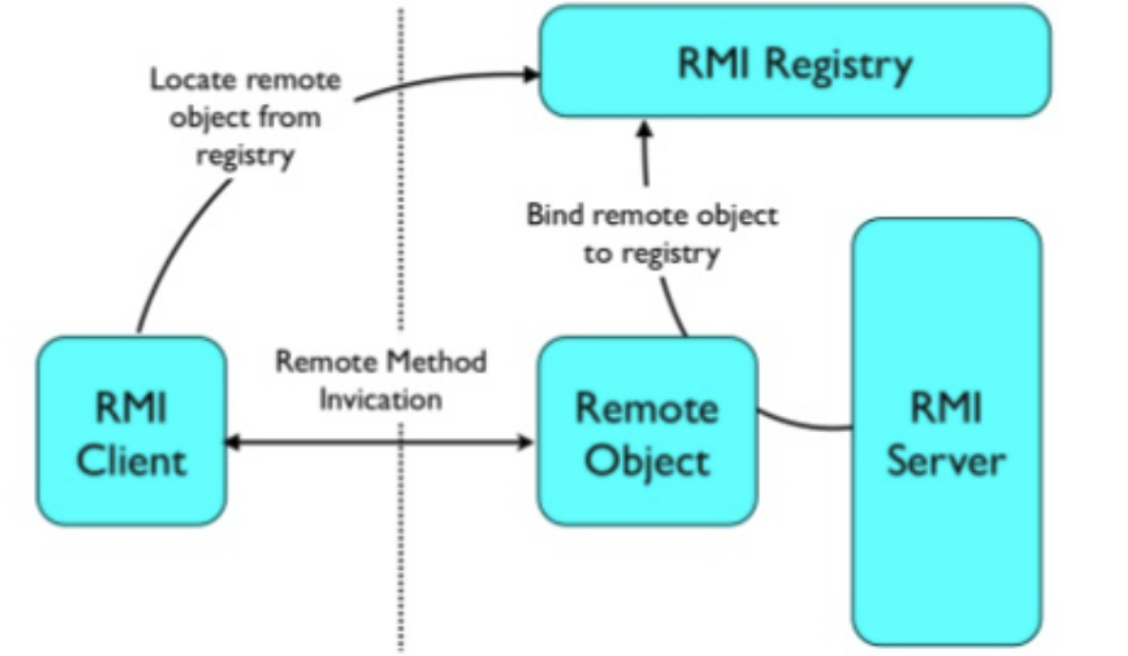 RMI Registry
Locate remote
object from
registry
Bind remote object
to registry
Remote Method
Invication
RMI
Client
Remote
Object
RMI
Server